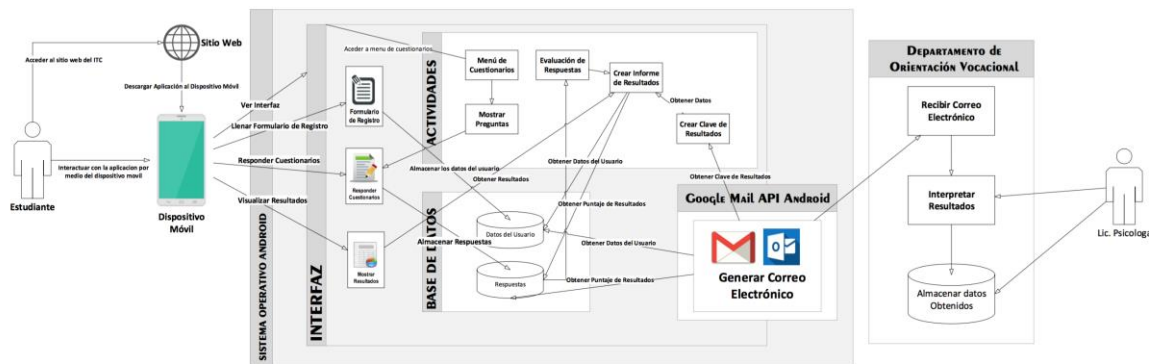 Estudiante
Acceder al sitio web del ITC
Sitio Web
Descargar Aplicación al Dispositivo Móvil
Interactuar con la aplicacion por
medio del dispositivo movil
Dispositivo
Móvil
Ver Interfaz
Llenar Formulario de Registro
Responder Cuestionarios
Visualizar Resultados
SISTEMA OPERATIVO ANDROID
INTERFAZ
Aceder a menu de cuestionarios
Formulario
de Registro
Responder
Cuestionarios
Mostrar
Resultados
ACTIVIDADES
Menú de
Cuestionarios
Mostrar
Preguntas
Evaluación de
Respuestas
Crear Informe
de Resultados
Obtener Datos
Crear Clave de
Resultados
Almacenar los datos del usuario
Obtener Resultados
Obtener Datos del Usuario
Obtener Clave de Resultados
BASE DE DATOS
Datos del Usuario
Respuestas
Almacenar Respuestas
Obtener Puntaje de Resultados
Obtener Datos del Usuario
Obtener Puntaje de Resultados
Google Mail API Android
Generar Correo
Electrónico
Departamento de
Orientación Vocacional
Recibir Correo
Electrónico
Interpretar
Resultados
Almacenar datos
Obtenidos
Lic. Psicologa